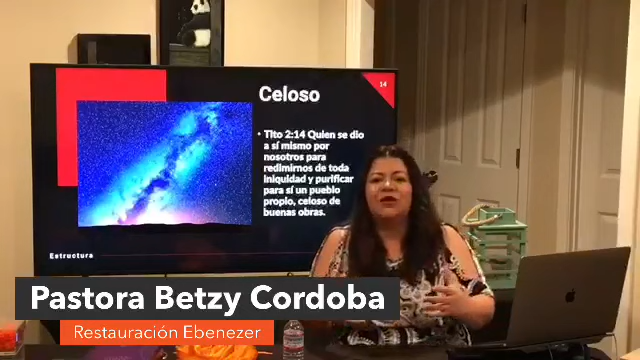 14
Celoso
• Tito 2:14 Quien se dio
a sí mismo por
nosotros para
redimirnos de toda
iniquidad y purificar
para sí un pueblo
propio, celoso de
buenas obras.
Estructura
Pastora Betzy Cordoba
Restauración Ebenezer